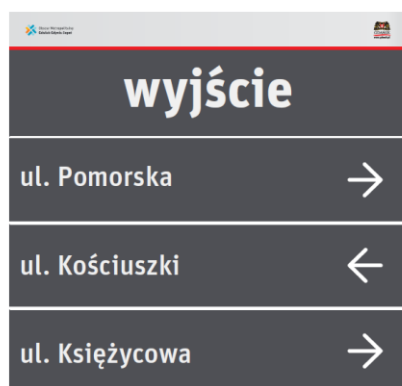 wyjście
ul. Pomorska
→
ul. Kościuszki
←
ul. Księżycowa
→